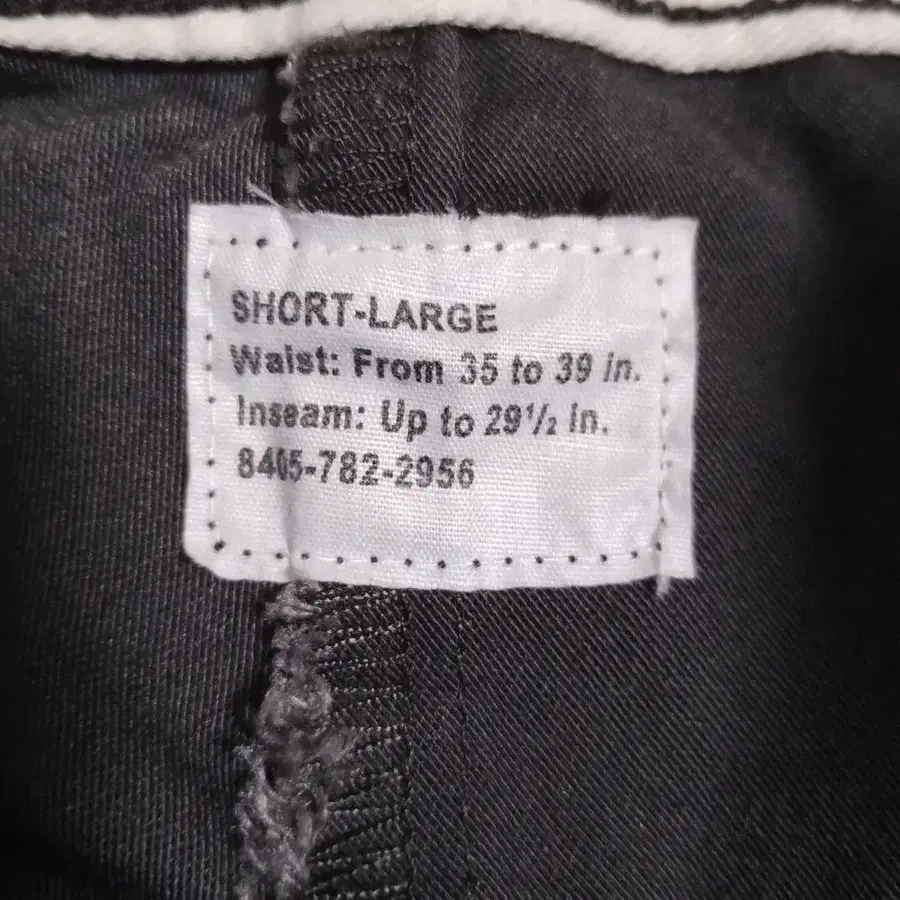 SHORT-LARGE
Waist: From 35 to 39 in.
Inseam: Up to 29½ in.
8405-782-2956